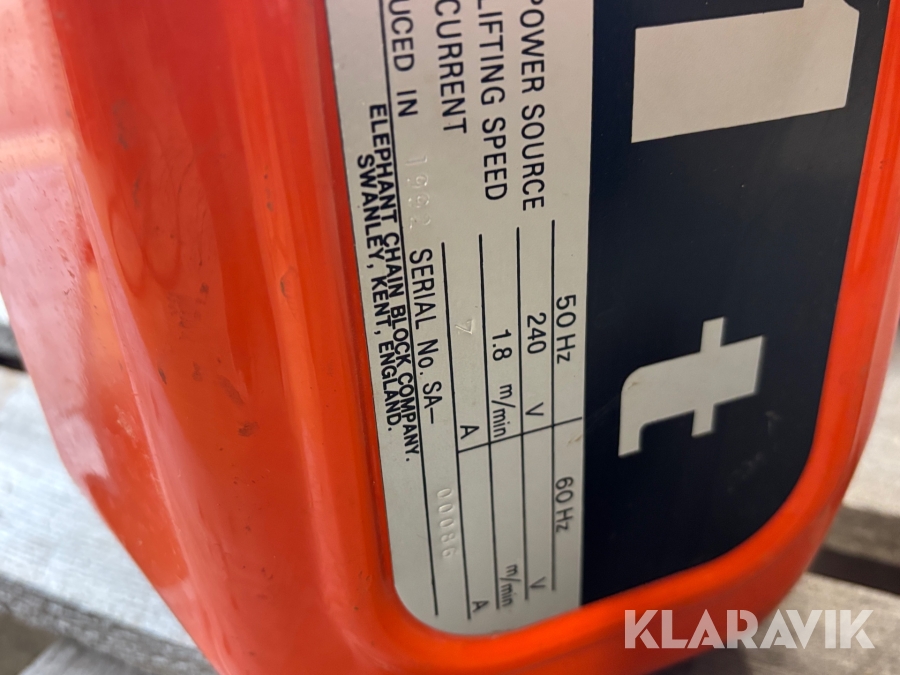 1 t
50 Hz 60 Hz
POWER SOURCE 240 V V
LIFTING SPEED 1.8 m/min m/min
CURRENT 7 A A
UCED IN 1992 SERIAL No. SA- 00086
ELEPHANT CHAIN BLOCK COMPANY.
SWANLEY, KENT, ENGLAND.
KLARAVIK